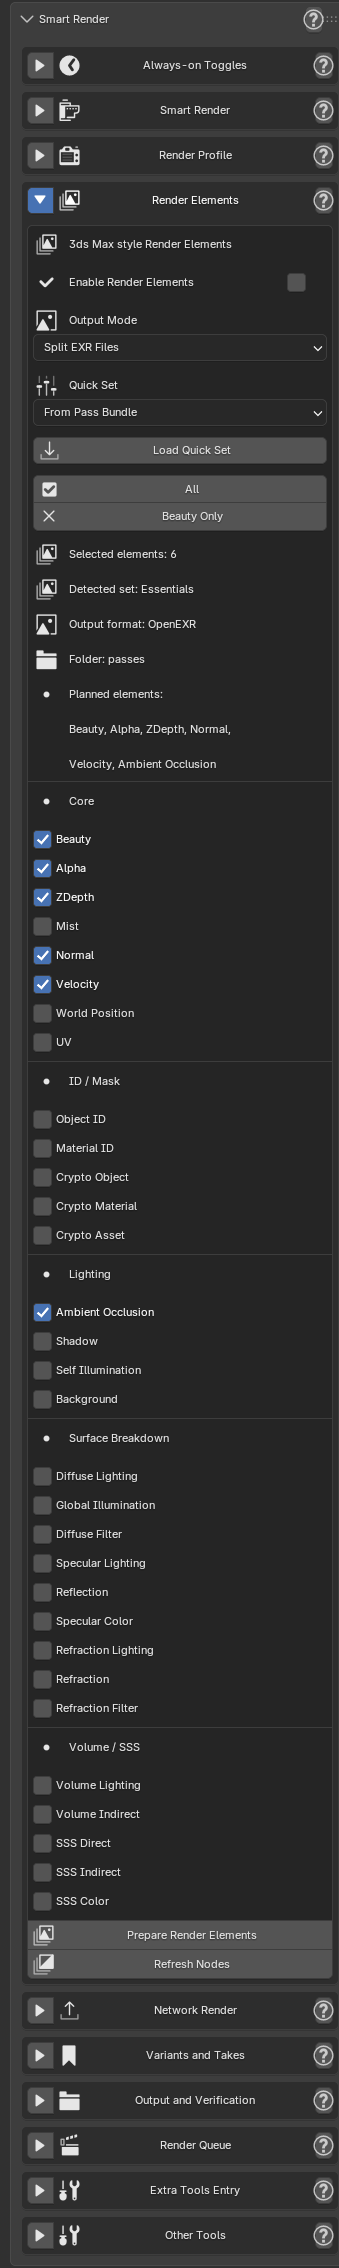 Smart Render
Always-on Toggles
Smart Render
Render Profile
Render Elements
3ds Max style Render Elements
Enable Render Elements
Output Mode
Split EXR Files
Quick Set
From Pass Bundle
Load Quick Set
All
Beauty Only
Selected elements: 6
Detected set: Essentials
Output format: OpenEXR
Folder: passes
Planned elements:
Beauty, Alpha, ZDepth, Normal,
Velocity, Ambient Occlusion
Core
Beauty
Alpha
ZDepth
Mist
Normal
Velocity
World Position
UV
ID / Mask
Object ID
Material ID
Crypto Object
Crypto Material
Crypto Asset
Lighting
Ambient Occlusion
Shadow
Self Illumination
Background
Surface Breakdown
Diffuse Lighting
Global Illumination
Diffuse Filter
Specular Lighting
Reflection
Specular Color
Refraction Lighting
Refraction
Refraction Filter
Volume / SSS
Volume Lighting
Volume Indirect
SSS Direct
SSS Indirect
SSS Color
Prepare Render Elements
Refresh Nodes
Network Render
Variants and Takes
Output and Verification
Render Queue
Extra Tools Entry
Other Tools